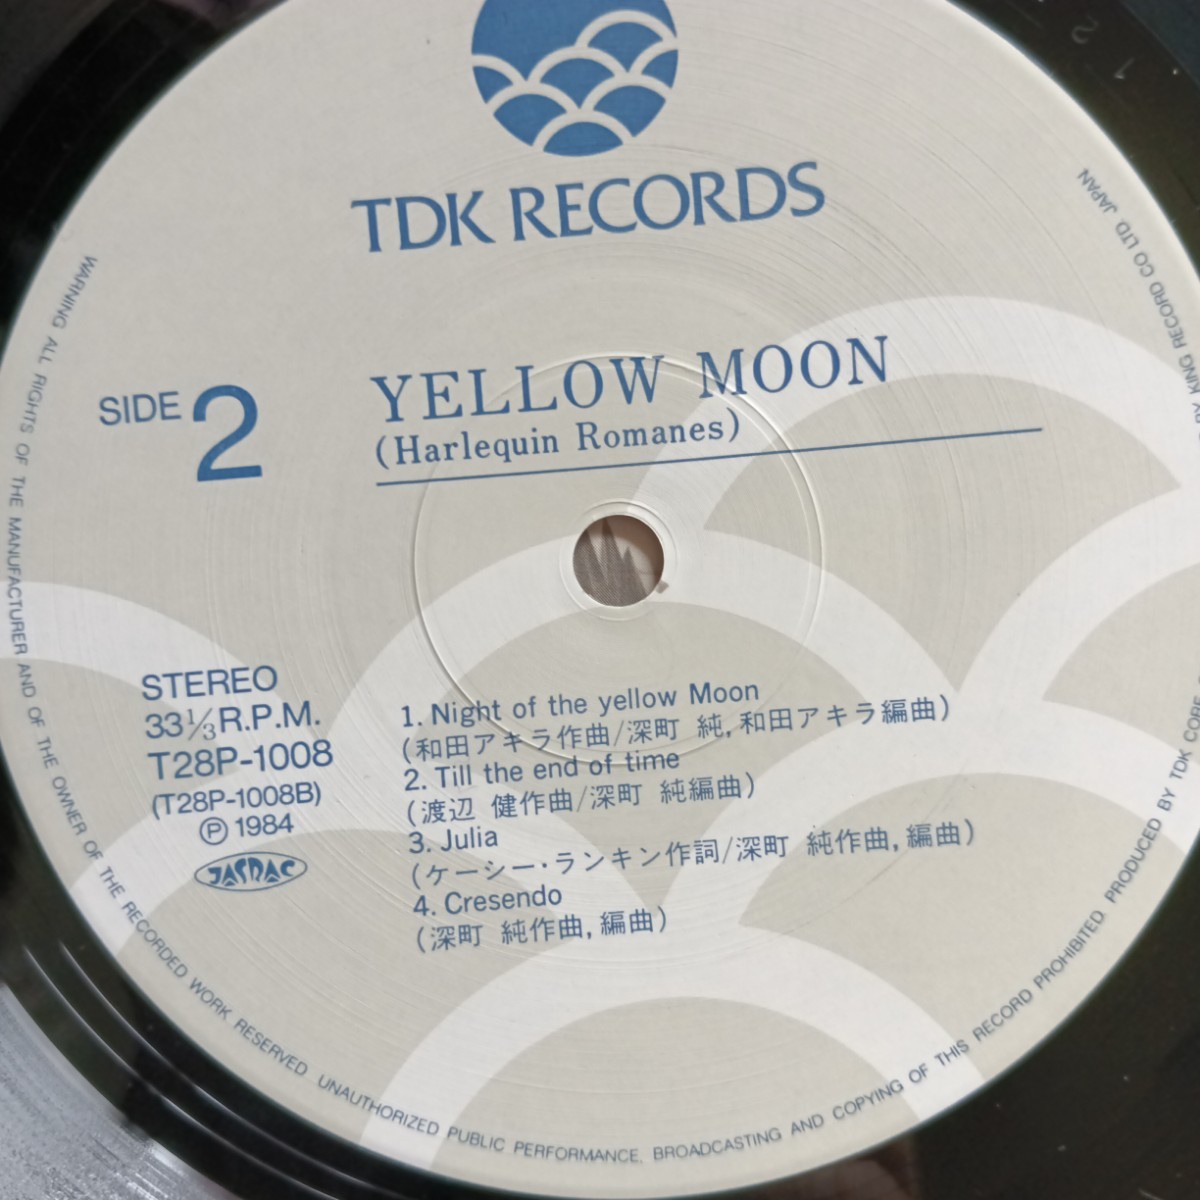 TDK RECORDS
SIDE 2
YELLOW MOON
(Harlequin Romanes)
STEREO
33⅓ R.P.M.
T28P-1008
(T28P-1008B)
Ⓟ 1984
JASRAC
1. Night of the yellow Moon
(和田アキラ作曲/深町 純, 和田アキラ編曲)
2. Till the end of time
(渡辺 健作曲/深町 純編曲)
3. Julia
(ケーシー・ランキン作詞/深町 純作曲, 編曲)
4. Cresendo
(深町 純作曲, 編曲)
WARNING ALL RIGHTS OF THE MANUFACTURER AND OF THE OWNER OF THE RECORDED WORK RESERVED. UNAUTHORIZED PUBLIC PERFORMANCE, BROADCASTING AND COPYING OF THIS RECORD PROHIBITED. PRODUCED BY TDK CORE
BY KING RECORD CO LTD. JAPAN
1 2